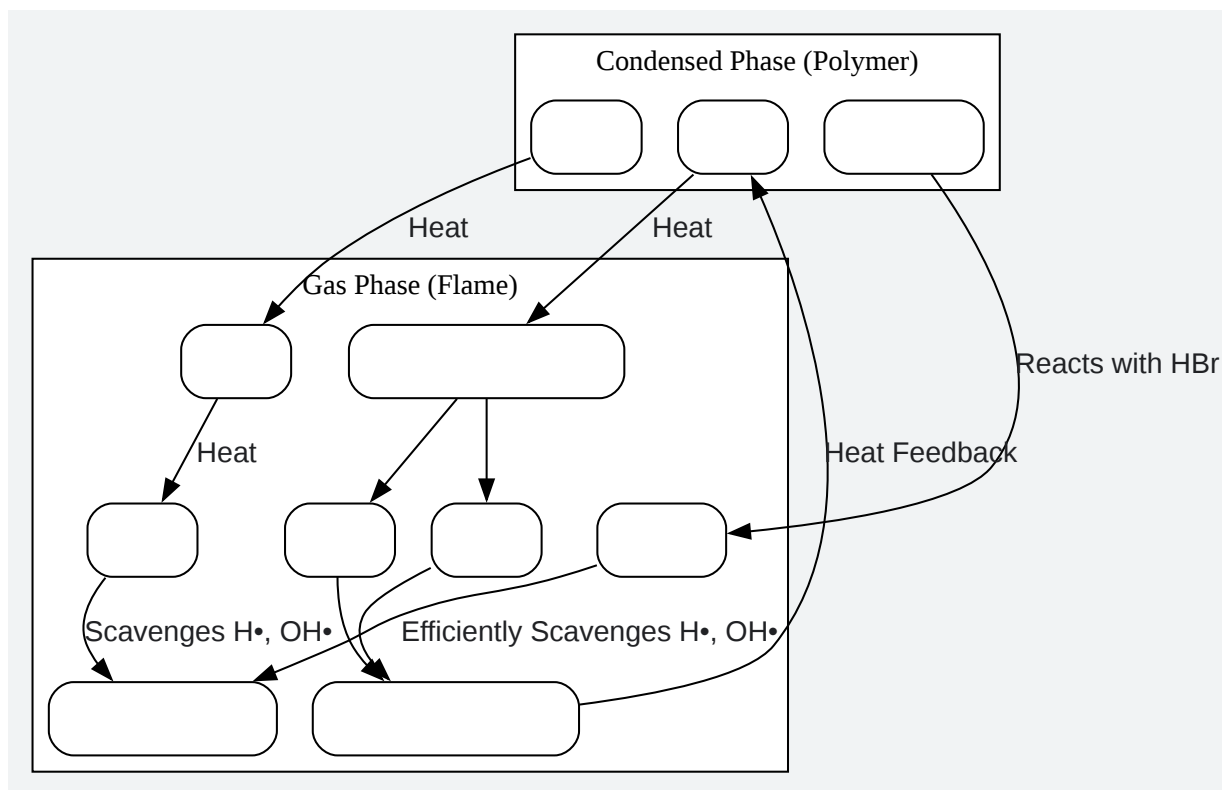 Condensed Phase (Polymer)
Heat
Heat
Gas Phase (Flame)
Reacts with HBr
Heat
Heat Feedback
Scavenges H•, OH•
Efficiently Scavenges H•, OH•